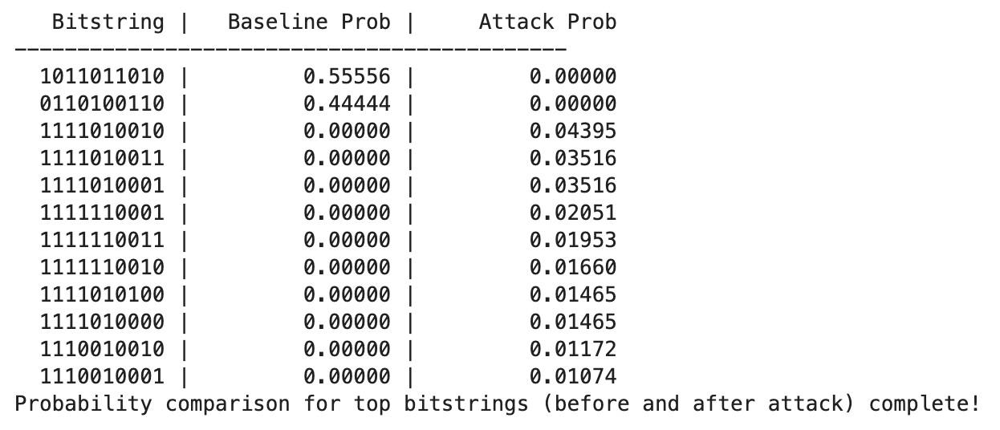 Bitstring | Baseline Prob | Attack Prob
--------------------------------------------
1011011010 | 0.55556 | 0.00000
0110100110 | 0.44444 | 0.00000
1111010010 | 0.00000 | 0.04395
1111010011 | 0.00000 | 0.03516
1111010001 | 0.00000 | 0.03516
1111110001 | 0.00000 | 0.02051
1111110011 | 0.00000 | 0.01953
1111110010 | 0.00000 | 0.01660
1111010100 | 0.00000 | 0.01465
1111010000 | 0.00000 | 0.01465
1110010010 | 0.00000 | 0.01172
1110010001 | 0.00000 | 0.01074
Probability comparison for top bitstrings (before and after attack) complete!